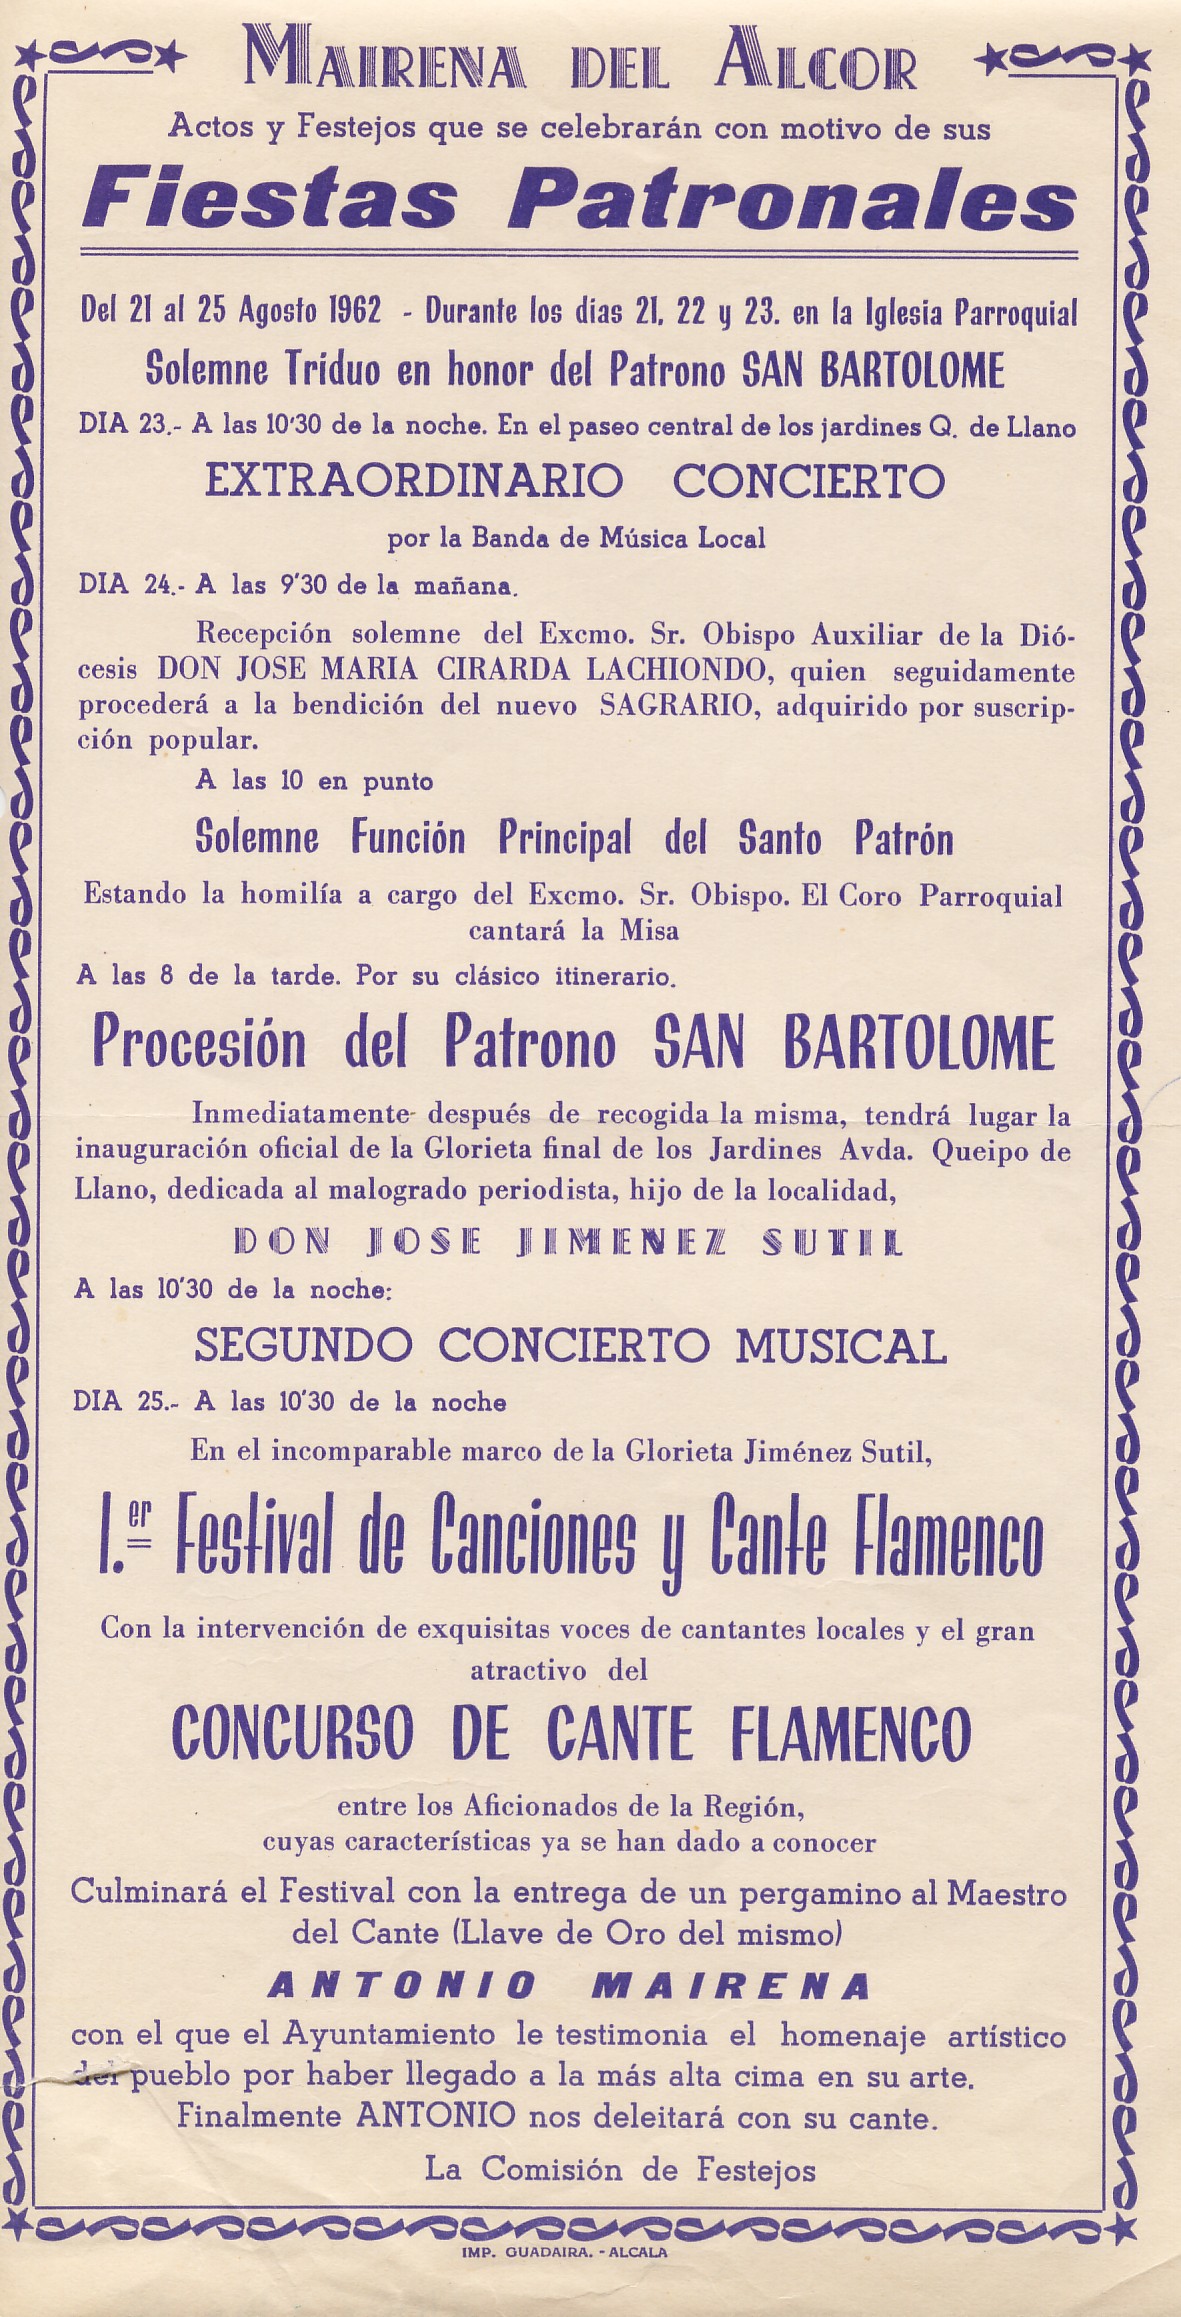 MAIRENA DEL ALCOR
Actos y Festejos que se celebrarán con motivo de sus
Fiestas Patronales
Del 21 al 25 Agosto 1962 - Durante los dias 21, 22 y 23. en la Iglesia Parroquial
Solemne Triduo en honor del Patrono SAN BARTOLOME
DIA 23.- A las 10'30 de la noche. En el paseo central de los jardines Q. de Llano
EXTRAORDINARIO CONCIERTO
por la Banda de Música Local
DIA 24.- A las 9'30 de la mañana.
Recepción solemne del Excmo. Sr. Obispo Auxiliar de la Dió-
cesis DON JOSE MARIA CIRARDA LACHIONDO, quien seguidamente
procederá a la bendición del nuevo SAGRARIO, adquirido por suscrip-
ción popular.
A las 10 en punto
Solemne Función Principal del Santo Patrón
Estando la homilía a cargo del Excmo. Sr. Obispo. El Coro Parroquial
cantará la Misa
A las 8 de la tarde. Por su clásico itinerario.
Procesión del Patrono SAN BARTOLOME
Inmediatamente después de recogida la misma, tendrá lugar la
inauguración oficial de la Glorieta final de los Jardines Avda. Queipo de
Llano, dedicada al malogrado periodista, hijo de la localidad,
DON JOSE JIMENEZ SUTIL
A las 10'30 de la noche:
SEGUNDO CONCIERTO MUSICAL
DIA 25.- A las 10'30 de la noche
En el incomparable marco de la Glorieta Jiménez Sutil,
1.er Festival de Canciones y Cante Flamenco
Con la intervención de exquisitas voces de cantantes locales y el gran
atractivo del
CONCURSO DE CANTE FLAMENCO
entre los Aficionados de la Región,
cuyas características ya se han dado a conocer
Culminará el Festival con la entrega de un pergamino al Maestro
del Cante (Llave de Oro del mismo)
ANTONIO MAIRENA
con el que el Ayuntamiento le testimonia el homenaje artístico
del pueblo por haber llegado a la más alta cima en su arte.
Finalmente ANTONIO nos deleitará con su cante.
La Comisión de Festejos
IMP. GUADAIRA. - ALCALA